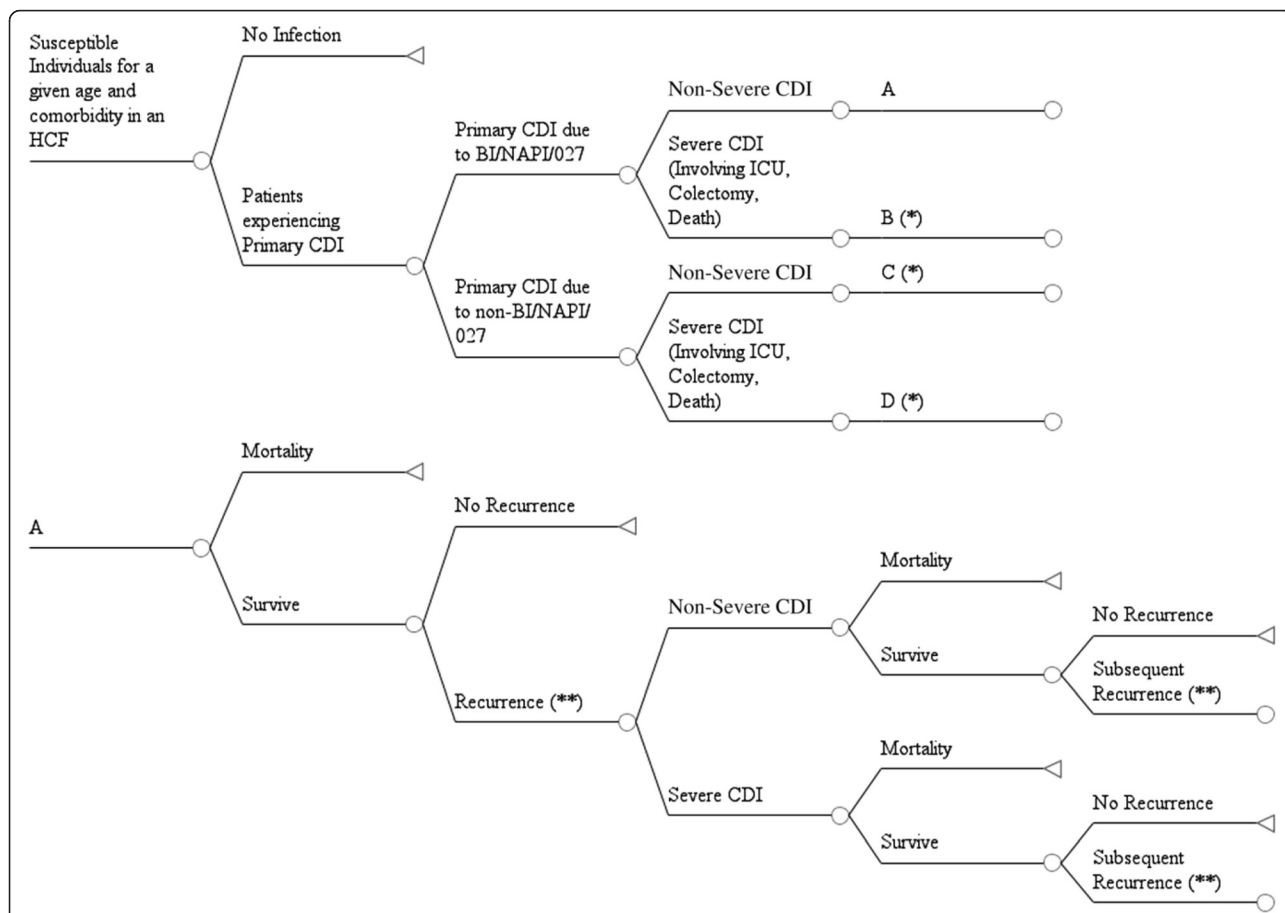 Susceptible
Individuals for a
given age and
comorbidity in an
HCF
No Infection
Patients
experiencing
Primary CDI
Primary CDI due
to BI/NAPI/027
Non-Severe CDI
A
Severe CDI
(Involving ICU,
Colectomy,
Death)
B (*)
Primary CDI due
to non-BI/NAPI/
027
Non-Severe CDI
C (*)
Severe CDI
(Involving ICU,
Colectomy,
Death)
D (*)
A
Mortality
Survive
No Recurrence
Recurrence (**)
Non-Severe CDI
Mortality
Survive
No Recurrence
Subsequent
Recurrence (**)
Severe CDI
Mortality
Survive
No Recurrence
Subsequent
Recurrence (**)